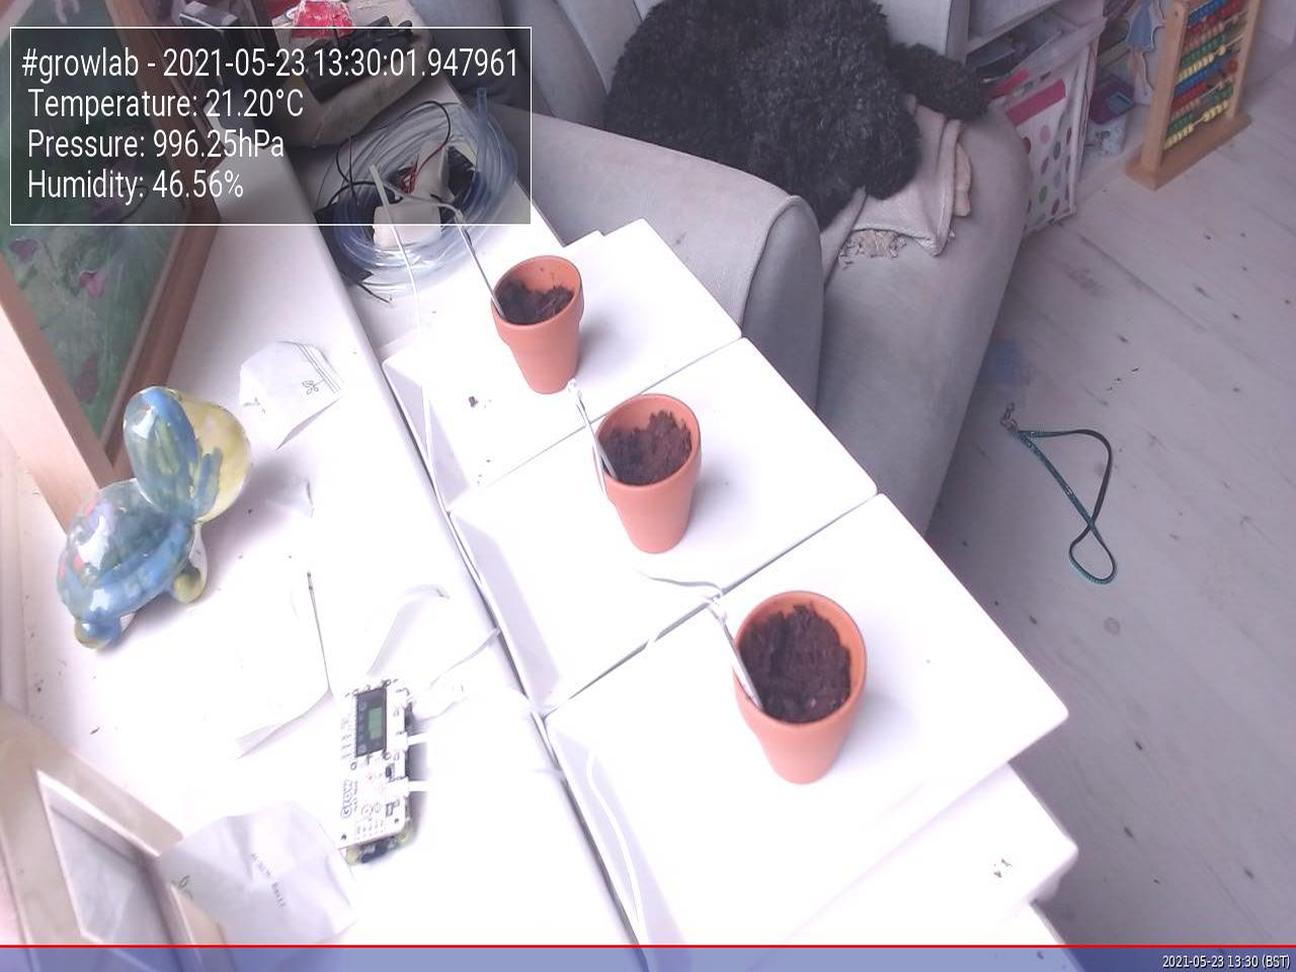 #growlab - 2021-05-23 13:30:01.947961
Temperature: 21.20°C
Pressure: 996.25hPa
Humidity: 46.56%
Grow
2021-05-23 13:30 (BST)